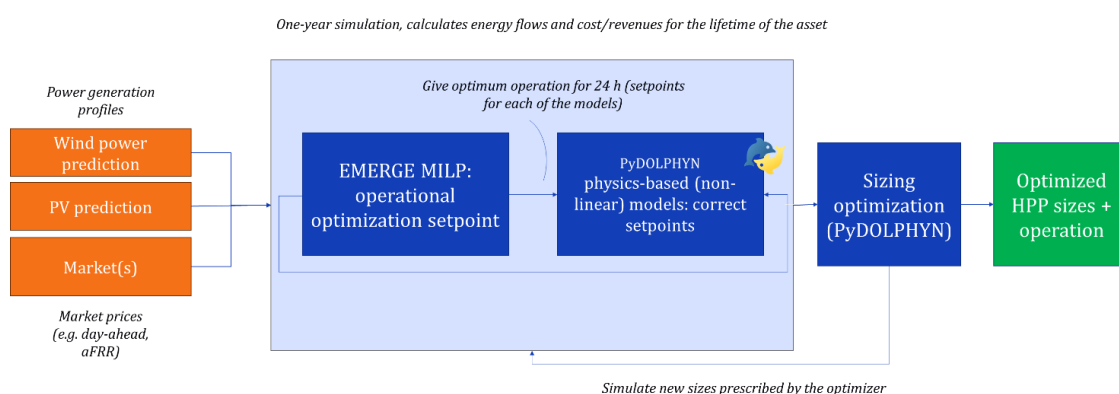 One-year simulation, calculates energy flows and cost/revenues for the lifetime of the asset
Power generation
profiles
Wind power
prediction
PV prediction
Market(s)
Market prices
(e.g. day-ahead,
aFRR)
Give optimum operation for 24 h (setpoints
for each of the models)
EMERGE MILP:
operational
optimization setpoint
PyDOLPHYN
physics-based (non-
linear) models: correct
setpoints
Sizing
optimization
(PyDOLPHYN)
Optimized
HPP sizes +
operation
Simulate new sizes prescribed by the optimizer